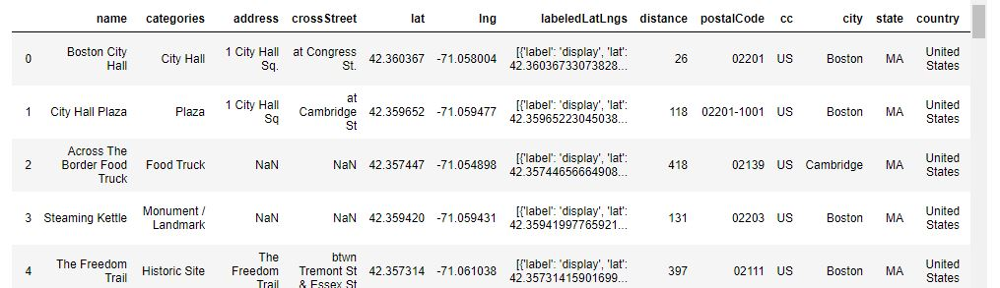 name categories address crossStreet lat lng labeledLatLngs distance postalCode cc city state country
0 Boston City Hall City Hall 1 City Hall Sq. at Congress St. 42.360367 -71.058004 [{'label': 'display', 'lat': 42.36036733073828... 26 02201 US Boston MA United States
1 City Hall Plaza Plaza 1 City Hall Sq at Cambridge St 42.359652 -71.059477 [{'label': 'display', 'lat': 42.35965223045038... 118 02201-1001 US Boston MA United States
2 Across The Border Food Truck Food Truck NaN NaN 42.357447 -71.054898 [{'label': 'display', 'lat': 42.35744656664908... 418 02139 US Cambridge MA United States
3 Steaming Kettle Monument / Landmark NaN NaN 42.359420 -71.059431 [{'label': 'display', 'lat': 42.35941997765921... 131 02203 US Boston MA United States
4 The Freedom Trail Historic Site The Freedom Trail btwn Tremont St & Essex St 42.357314 -71.061038 [{'label': 'display', 'lat': 42.35731415901699... 397 02111 US Boston MA United States